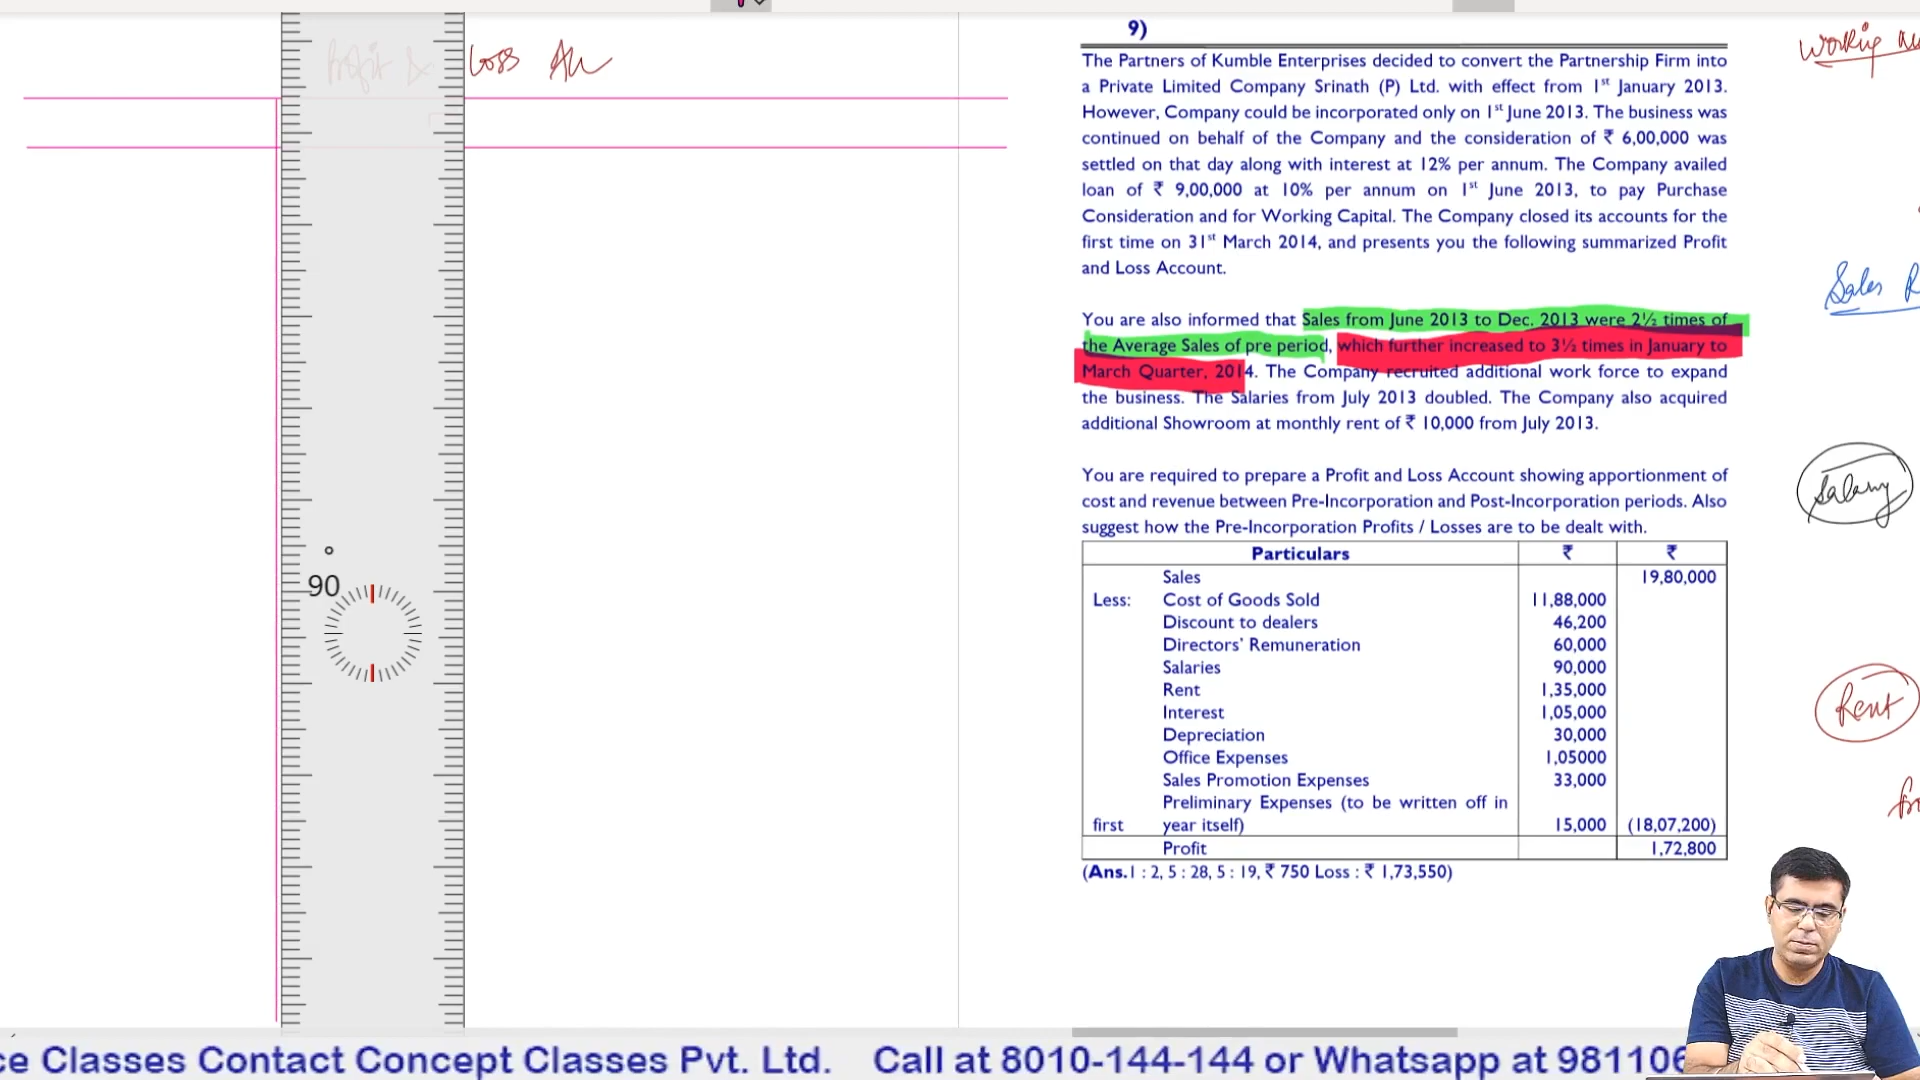 Profit & Loss A/c
90
°
9)
The Partners of Kumble Enterprises decided to convert the Partnership Firm into
a Private Limited Company Srinath (P) Ltd. with effect from 1st January 2013.
However, Company could be incorporated only on 1st June 2013. The business was
continued on behalf of the Company and the consideration of ₹ 6,00,000 was
settled on that day along with interest at 12% per annum. The Company availed
loan of ₹ 9,00,000 at 10% per annum on 1st June 2013, to pay Purchase
Consideration and for Working Capital. The Company closed its accounts for the
first time on 31st March 2014, and presents you the following summarized Profit
and Loss Account.
You are also informed that Sales from June 2013 to Dec. 2013 were 2½ times of
the Average Sales of pre period, which further increased to 3½ times in January to
March Quarter, 2014. The Company recruited additional work force to expand
the business. The Salaries from July 2013 doubled. The Company also acquired
additional Showroom at monthly rent of ₹ 10,000 from July 2013.
You are required to prepare a Profit and Loss Account showing apportionment of
cost and revenue between Pre-Incorporation and Post-Incorporation periods. Also
suggest how the Pre-Incorporation Profits / Losses are to be dealt with.
Particulars ₹ ₹
Sales 19,80,000
Less: Cost of Goods Sold 11,88,000
Discount to dealers 46,200
Directors' Remuneration 60,000
Salaries 90,000
Rent 1,35,000
Interest 1,05,000
Depreciation 30,000
Office Expenses 1,05000
Sales Promotion Expenses 33,000
Preliminary Expenses (to be written off in
first year itself) 15,000 (18,07,200)
Profit 1,72,800
(Ans.1 : 2, 5 : 28, 5 : 19, ₹ 750 Loss : ₹ 1,73,550)
Working
Sales R
Salary
Rent
ce Classes Contact Concept Classes Pvt. Ltd. Call at 8010-144-144 or Whatsapp at 981106